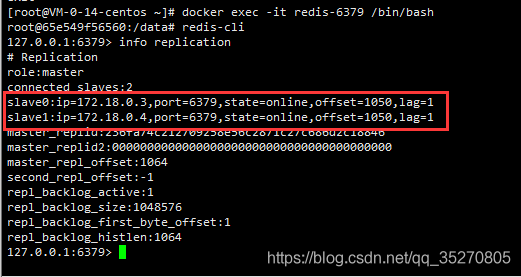 [root@VM-0-14-centos ~]# docker exec -it redis-6379 /bin/bash
root@65e549f56560:/data# redis-cli
127.0.0.1:6379> info replication
# Replication
role:master
connected_slaves:2
slave0:ip=172.18.0.3,port=6379,state=online,offset=1050,lag=1
slave1:ip=172.18.0.4,port=6379,state=online,offset=1050,lag=1
master_replid2:0000000000000000000000000000000000000000
master_repl_offset:1064
second_repl_offset:-1
repl_backlog_active:1
repl_backlog_size:1048576
repl_backlog_first_byte_offset:1
repl_backlog_histlen:1064
127.0.0.1:6379>
https://blog.csdn.net/qq_35270805